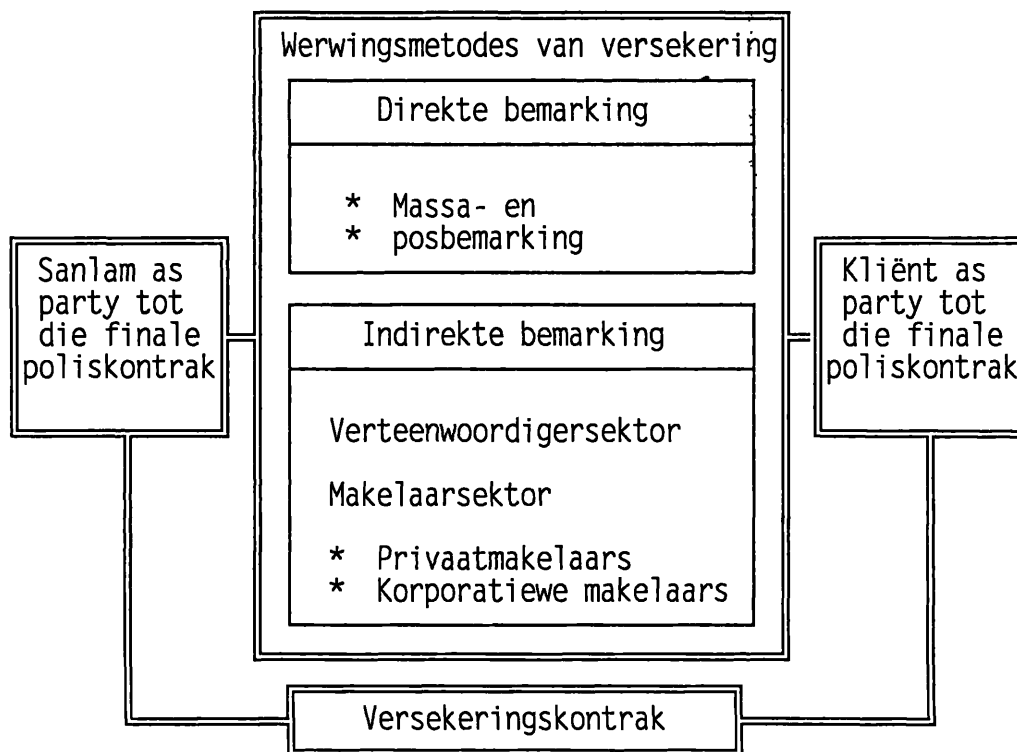 Werwingsmetodes van versekering
Direkte bemarking
* Massa- en
* posbemarking
Sanlam as
party tot
die finale
poliskontrak
Indirekte bemarking
Verteenwoordigersektor
Makelaarsektor
* Privaatmakelaars
* Korporatiewe makelaars
Kliënt as
party tot
die finale
poliskontrak
Versekeringskontrak